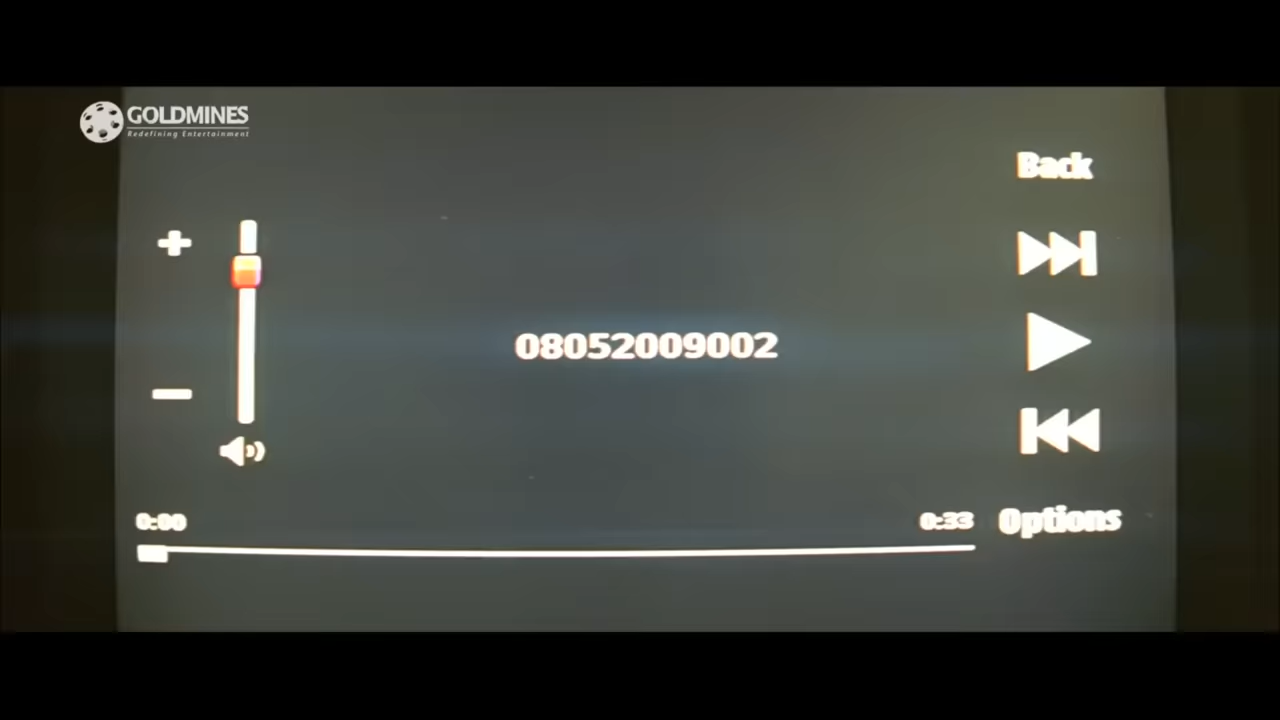 GOLDMINES
Redefining Entertainment
Back
08052009002
0:00
0:33
Options